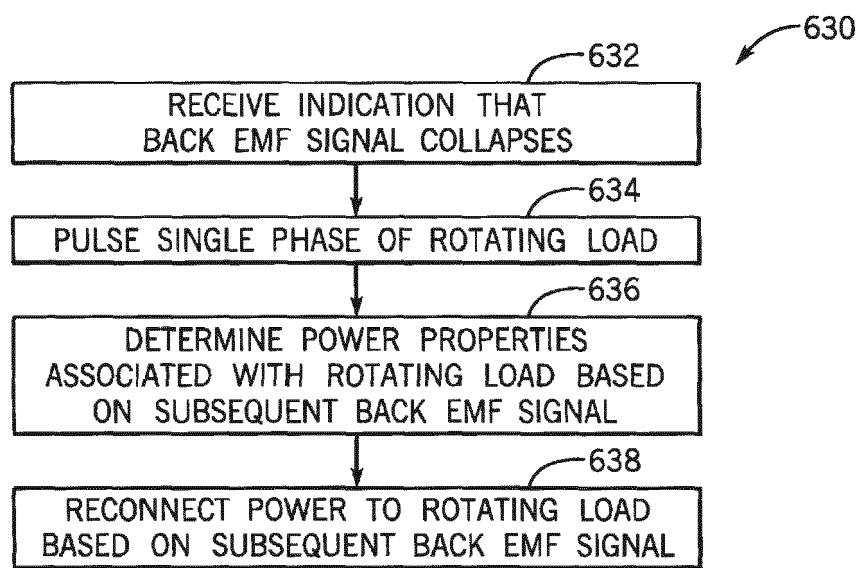 630
632
RECEIVE INDICATION THAT
BACK EMF SIGNAL COLLAPSES
634
PULSE SINGLE PHASE OF ROTATING LOAD
636
DETERMINE POWER PROPERTIES
ASSOCIATED WITH ROTATING LOAD BASED
ON SUBSEQUENT BACK EMF SIGNAL
638
RECONNECT POWER TO ROTATING LOAD
BASED ON SUBSEQUENT BACK EMF SIGNAL